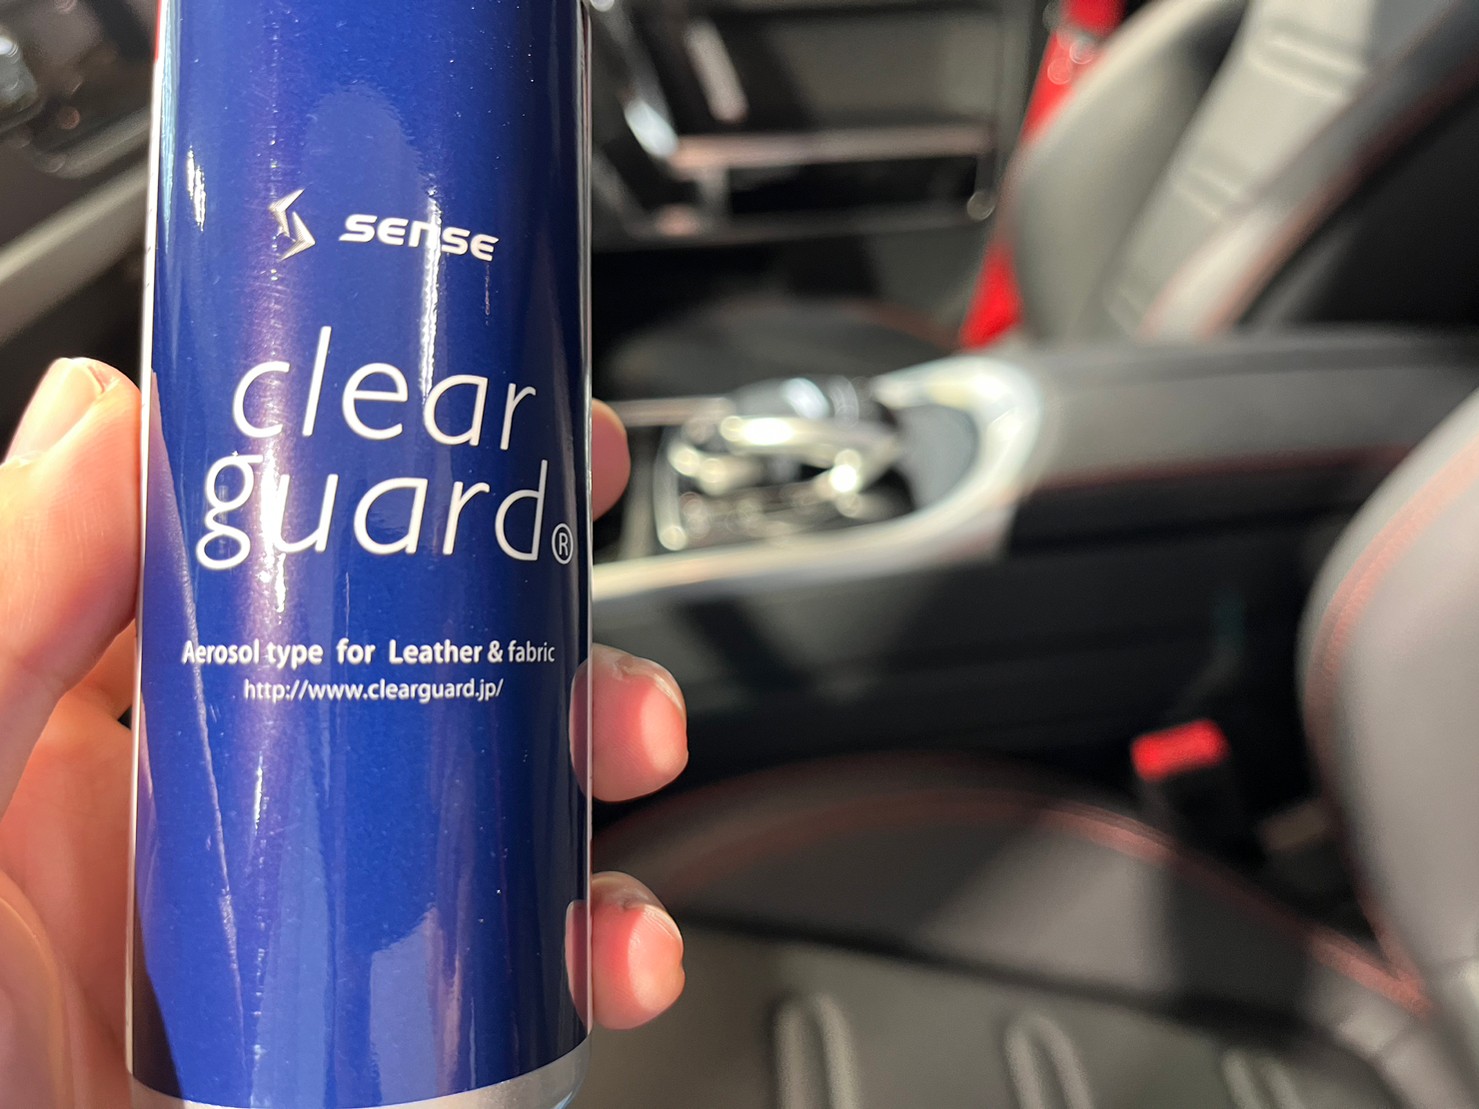 SENSE
clear
guard®
Aerosol type for Leather & fabric
http://www.clearguard.jp/